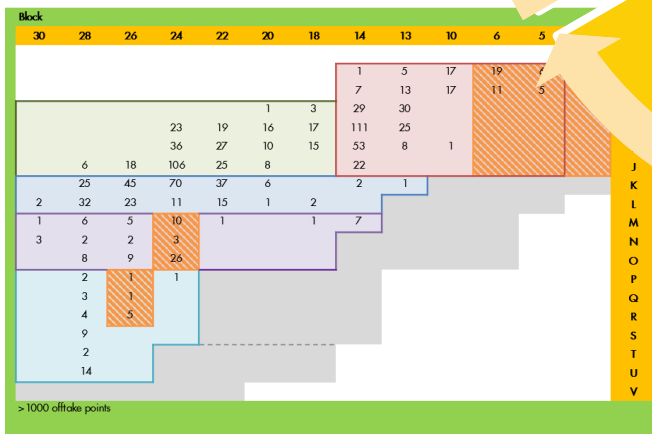 Block
30 28 26 24 22 20 18 14 13 10 6 5
1 5 17 19
7 13 17 11 5
1 3 29 30
23 19 16 17 111 25
36 27 10 15 53 8 1
6 18 106 25 8 22 J
25 45 70 37 6 2 1 K
2 32 23 11 15 1 2 L
1 6 5 10 1 1 7 M
3 2 2 3 N
8 9 26 O
2 1 1 P
3 1 Q
4 5 R
9 S
2 T
14 U
V
>1000 offtake points